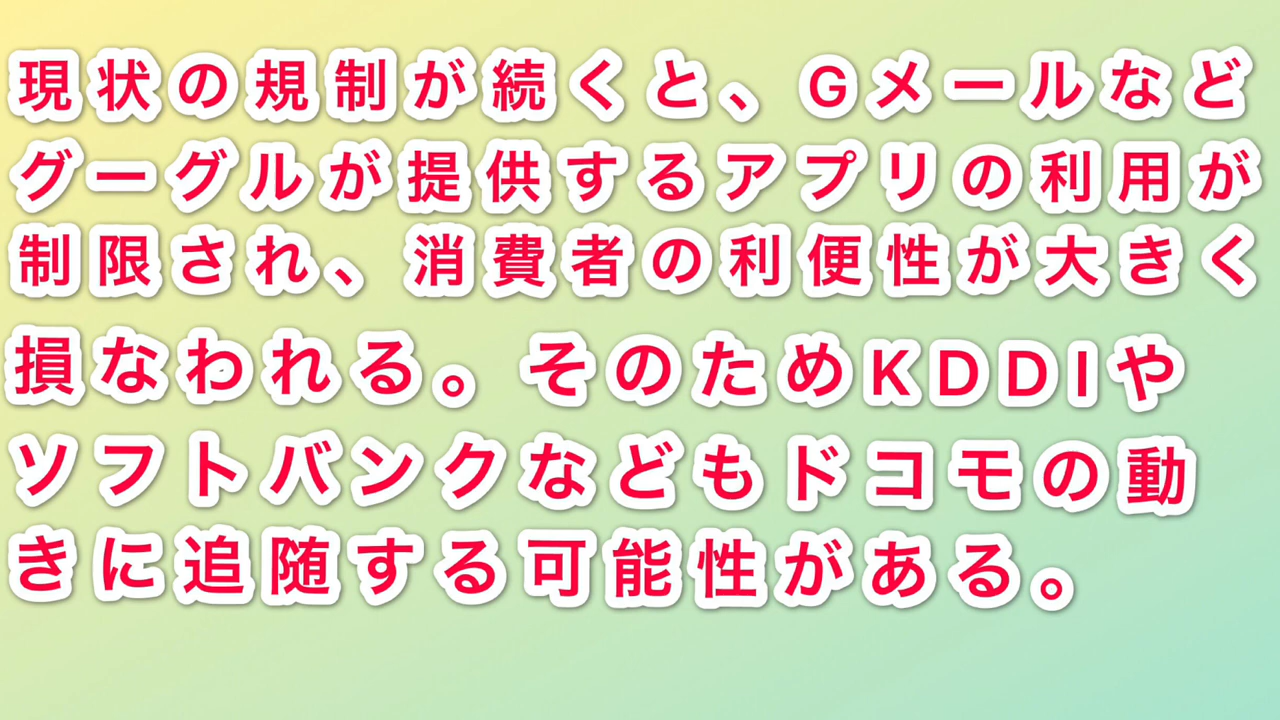 現状の規制が続くと、Gメールなど
グーグルが提供するアプリの利用が
制限され、消費者の利便性が大きく
損なわれる。そのためKDDIや
ソフトバンクなどもドコモの動
きに追随する可能性がある。